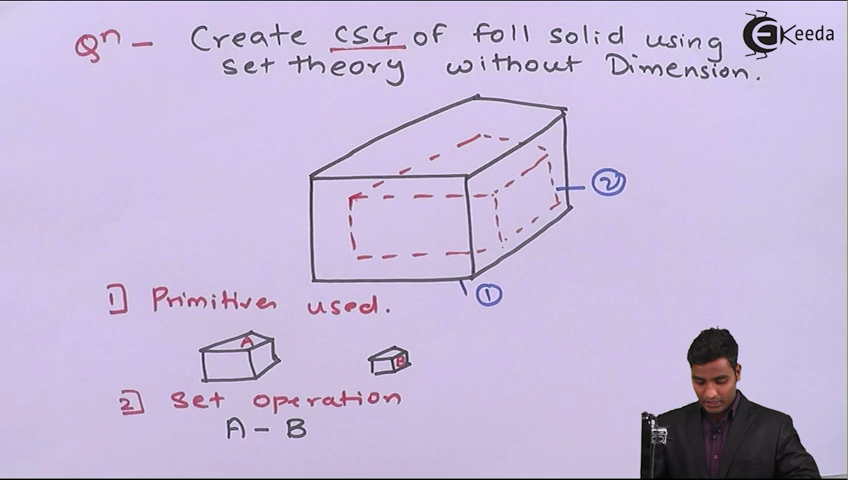 Qn - Create CSG of foll solid using
set theory without Dimension.
EKeeda
2
1
1] Primitives used.
A
B
2] Set operation
A - B